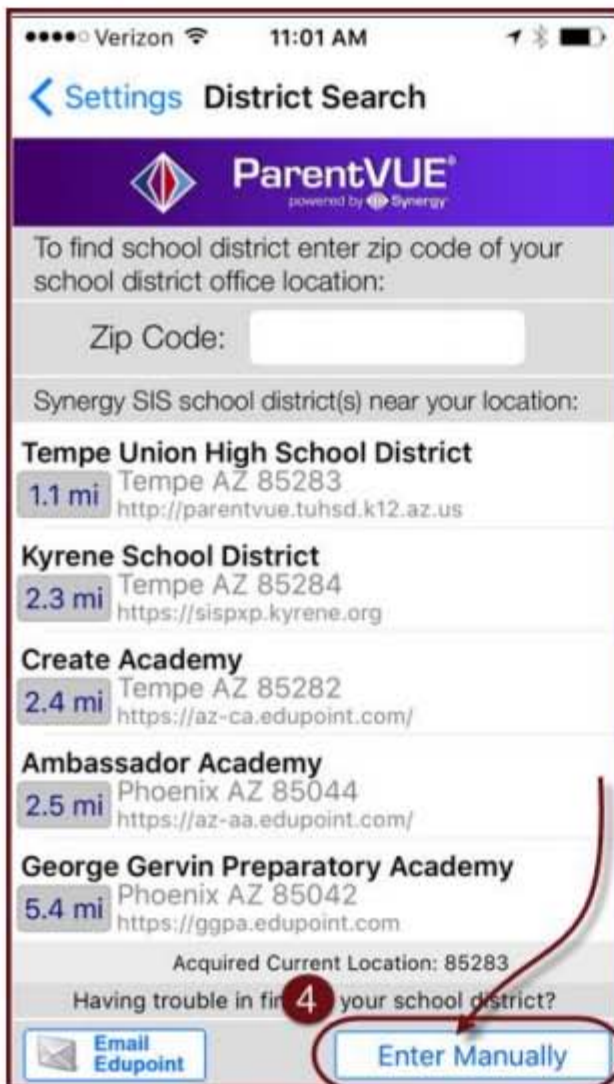 Verizon 11:01 AM
Settings District Search
ParentVUE®
powered by Synergy
To find school district enter zip code of your
school district office location:
Zip Code:
Synergy SIS school district(s) near your location:
Tempe Union High School District
1.1 mi Tempe AZ 85283
http://parentvue.tuhsd.k12.az.us
Kyrene School District
2.3 mi Tempe AZ 85284
https://sispxp.kyrene.org
Create Academy
2.4 mi Tempe AZ 85282
https://az-ca.edupoint.com/
Ambassador Academy
2.5 mi Phoenix AZ 85044
https://az-aa.edupoint.com/
George Gervin Preparatory Academy
5.4 mi Phoenix AZ 85042
https://ggpa.edupoint.com
Acquired Current Location: 85283
Having trouble in 4 your school district?
Email
Edupoint
Enter Manually